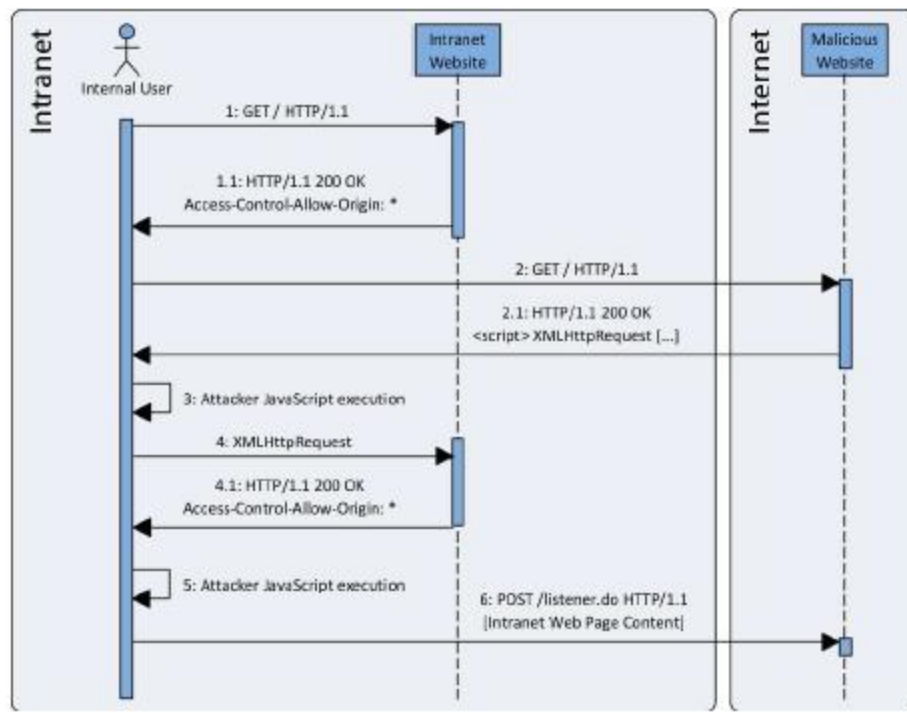 Intranet
Internal User
Intranet
Website
Internet
Malicious
Website
1: GET / HTTP/1.1
1.1: HTTP/1.1 200 OK
Access-Control-Allow-Origin: *
2: GET / HTTP/1.1
2.1: HTTP/1.1 200 OK
<script> XMLHttpRequest [...]
3: Attacker JavaScript execution
4: XMLHttpRequest
4.1: HTTP/1.1 200 OK
Access-Control-Allow-Origin: *
5: Attacker JavaScript execution
6: POST /listener.do HTTP/1.1
[Intranet Web Page Content]